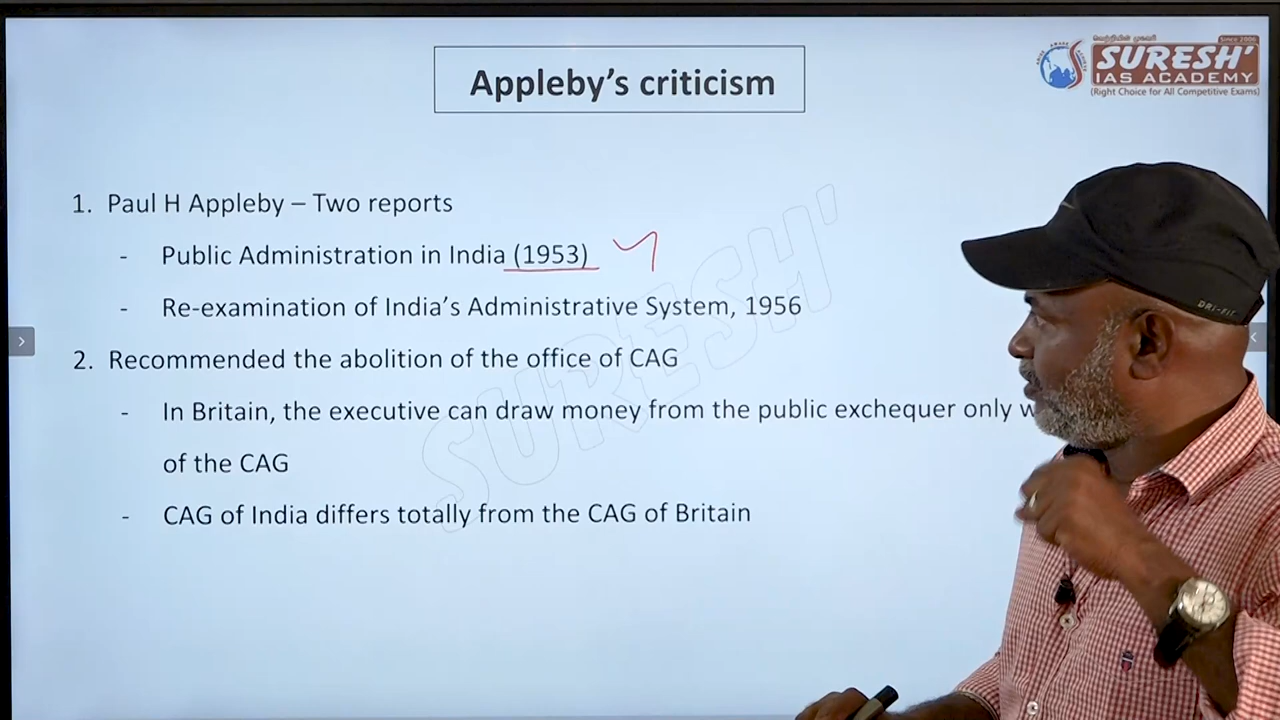 Appleby's criticism
Since 2006
SURESH'
IAS ACADEMY
(Right Choice for All Competitive Exams)
1. Paul H Appleby – Two reports
- Public Administration in India (1953)
- Re-examination of India's Administrative System, 1956
2. Recommended the abolition of the office of CAG
- In Britain, the executive can draw money from the public exchequer only
of the CAG
- CAG of India differs totally from the CAG of Britain
SURESH'
DRI-FIT